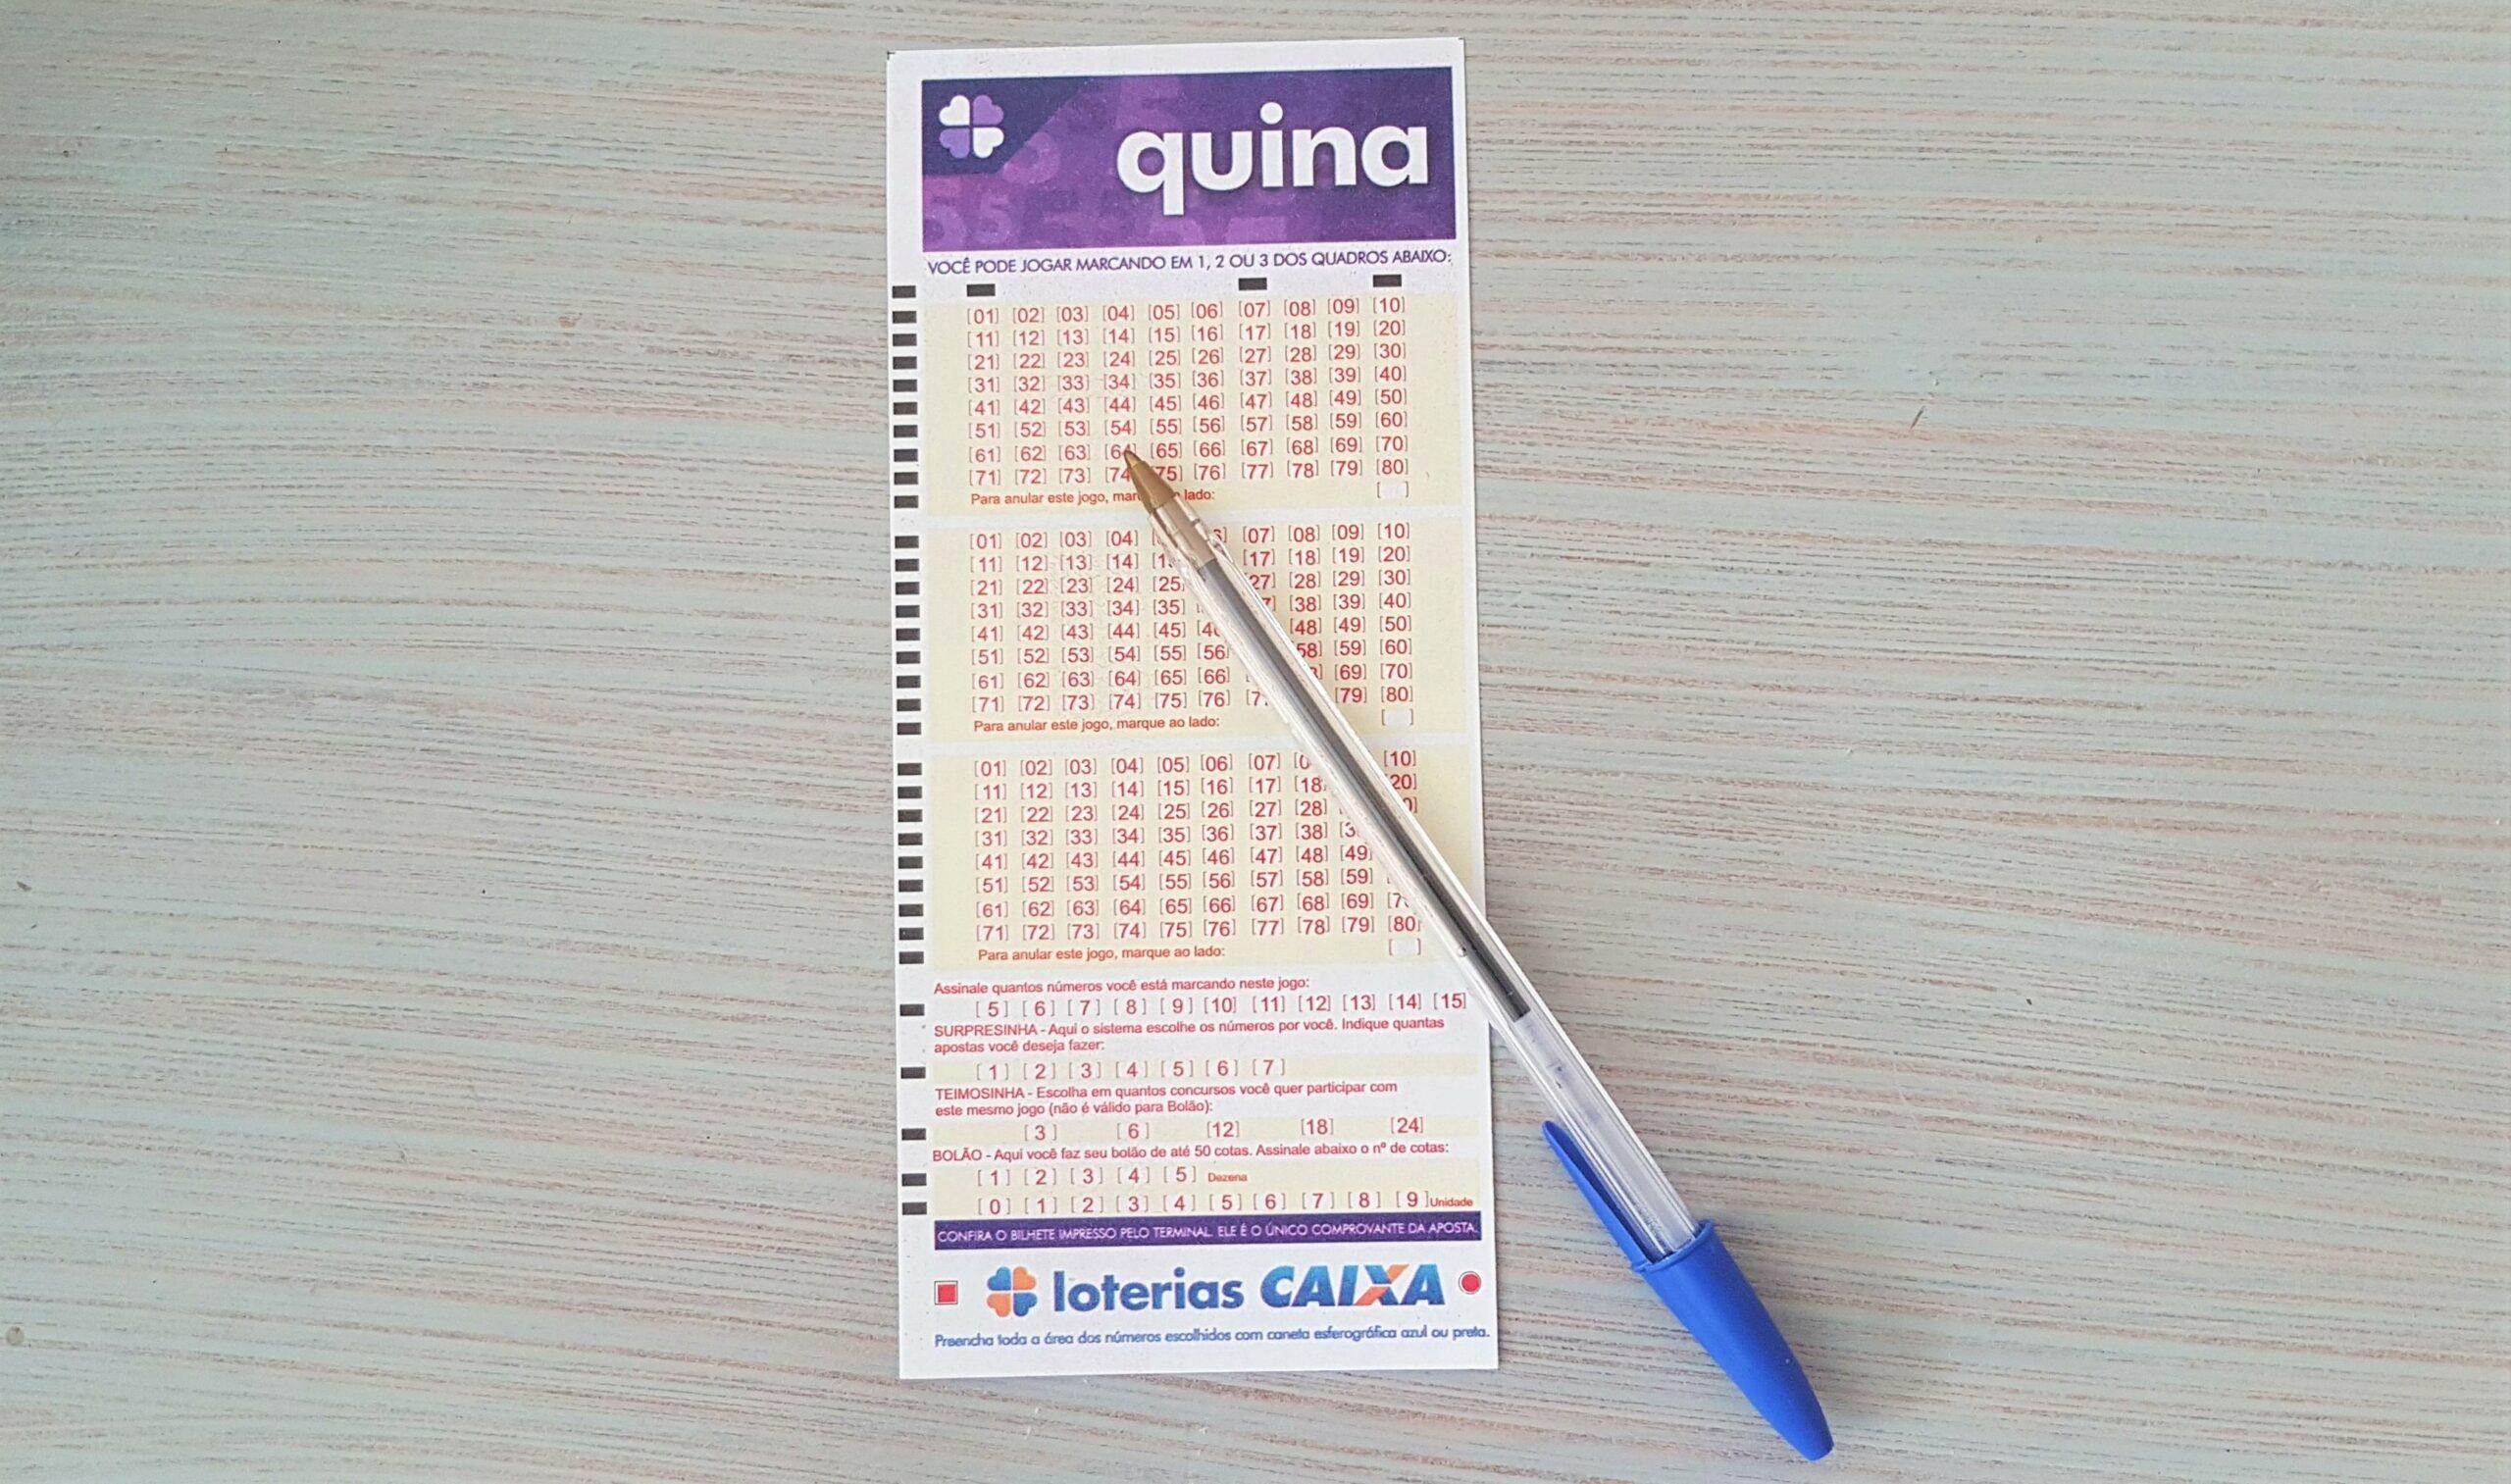 quina
VOCÊ PODE JOGAR MARCANDO EM 1, 2 OU 3 DOS QUADROS ABAIXO:
[01] [02] [03] [04] [05] [06] [07] [08] [09] [10]
[11] [12] [13] [14] [15] [16] [17] [18] [19] [20]
[21] [22] [23] [24] [25] [26] [27] [28] [29] [30]
[31] [32] [33] [34] [35] [36] [37] [38] [39] [40]
[41] [42] [43] [44] [45] [46] [47] [48] [49] [50]
[51] [52] [53] [54] [55] [56] [57] [58] [59] [60]
[61] [62] [63] [64 [65] [66] [67] [68] [69] [70]
[71] [72] [73] [74 75] [76] [77] [78] [79] [80]
Para anular este jogo, lado: [ ]
[01] [02] [03] [04] [07] [08] [09] [10]
[11] [12] [13] [14] [17] [18] [19] [20]
[21] [22] [23] [24] [25] 27] [28] [29] [30]
[31] [32] [33] [34] [35] [38] [39] [40]
[41] [42] [43] [44] [45] [48] [49] [50]
[51] [52] [53] [54] [55] [56] 58] [59] [60]
[61] [62] [63] [64] [65] [66] [69] [70]
[71] [72] [73] [74] [75] [76] [79] [80]
Para anular este jogo, marque ao lado: [ ]
[01] [02] [03] [04] [05] [06] [07] [10]
[11] [12] [13] [14] [15] [16] [17] [18] 20]
[21] [22] [23] [24] [25] [26] [27] [28]
[31] [32] [33] [34] [35] [36] [37] [38]
[41] [42] [43] [44] [45] [46] [47] [48] [49]
[51] [52] [53] [54] [55] [56] [57] [58] [59]
[61] [62] [63] [64] [65] [66] [67] [68] [69]
[71] [72] [73] [74] [75] [76] [77] [78] [79] [80]
Para anular este jogo, marque ao lado: [ ]
Assinale quantos números você está marcando neste jogo:
[ 5 ] [ 6 ] [ 7 ] [ 8 ] [ 9 ] [10] [11] [12] [13] [14] [15]
SURPRESINHA - Aqui o sistema escolhe os números por você. Indique quantas
apostas você deseja fazer:
[ 1 ] [ 2 ] [ 3 ] [ 4 ] [ 5 ] [ 6 ] [ 7 ]
TEIMOSINHA - Escolha em quantos concursos você quer participar com
este mesmo jogo (não é válido para Bolão):
[ 3 ] [ 6 ] [12] [18] [24]
BOLÃO - Aqui você faz seu bolão de até 50 cotas. Assinale abaixo o nº de cotas:
[ 1 ] [ 2 ] [ 3 ] [ 4 ] [ 5 ] Dezena
[ 0 ] [ 1 ] [ 2 ] [ 3 ] [ 4 ] [ 5 ] [ 6 ] [ 7 ] [ 8 ] [ 9 ] Unidade
CONFIRA O BILHETE IMPRESSO PELO TERMINAL. ELE É O ÚNICO COMPROVANTE DA APOSTA.
loterias CAIXA
Preencha toda a área dos números escolhidos com caneta esferográfica azul ou preta.